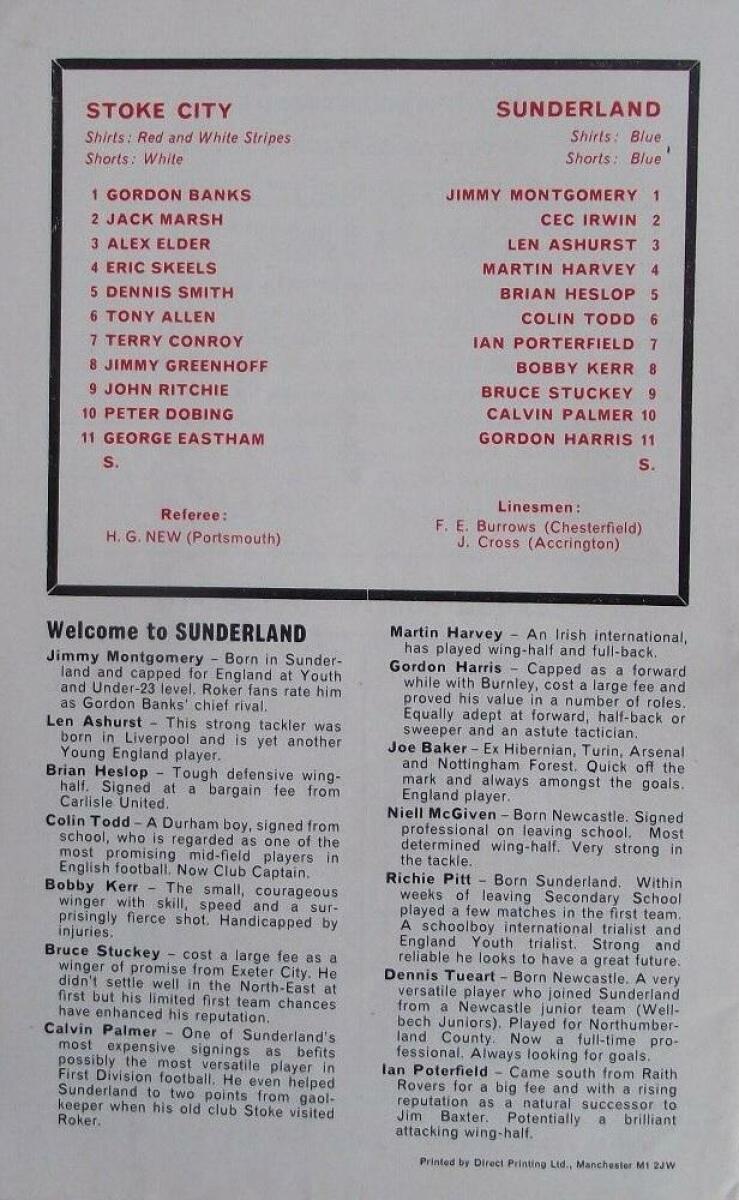 STOKE CITY
Shirts: Red and White Stripes
Shorts: White
1 GORDON BANKS
2 JACK MARSH
3 ALEX ELDER
4 ERIC SKEELS
5 DENNIS SMITH
6 TONY ALLEN
7 TERRY CONROY
8 JIMMY GREENHOFF
9 JOHN RITCHIE
10 PETER DOBING
11 GEORGE EASTHAM
S.
Referee:
H. G. NEW (Portsmouth)
SUNDERLAND
Shirts: Blue
Shorts: Blue
JIMMY MONTGOMERY 1
CEC IRWIN 2
LEN ASHURST 3
MARTIN HARVEY 4
BRIAN HESLOP 5
COLIN TODD 6
IAN PORTERFIELD 7
BOBBY KERR 8
BRUCE STUCKEY 9
CALVIN PALMER 10
GORDON HARRIS 11
S.
Linesmen:
F. E. Burrows (Chesterfield)
J. Cross (Accrington)
Welcome to SUNDERLAND
Jimmy Montgomery – Born in Sunder-
land and capped for England at Youth
and Under-23 level. Roker fans rate him
as Gordon Banks' chief rival.
Len Ashurst – This strong tackler was
born in Liverpool and is yet another
Young England player.
Brian Heslop – Tough defensive wing-
half. Signed at a bargain fee from
Carlisle United.
Colin Todd – A Durham boy, signed from
school, who is regarded as one of the
most promising mid-field players in
English football. Now Club Captain.
Bobby Kerr – The small, courageous
winger with skill, speed and a sur-
prisingly fierce shot. Handicapped by
injuries.
Bruce Stuckey – cost a large fee as a
winger of promise from Exeter City. He
didn't settle well in the North-East at
first but his limited first team chances
have enhanced his reputation.
Calvin Palmer – One of Sunderland's
most expensive signings as befits
possibly the most versatile player in
First Division football. He even helped
Sunderland to two points from gaol-
keeper when his old club Stoke visited
Roker.
Martin Harvey – An Irish international,
has played wing-half and full-back.
Gordon Harris – Capped as a forward
while with Burnley, cost a large fee and
proved his value in a number of roles.
Equally adept at forward, half-back or
sweeper and an astute tactician.
Joe Baker – Ex Hibernian, Turin, Arsenal
and Nottingham Forest. Quick off the
mark and always amongst the goals.
England player.
Niell McGiven – Born Newcastle. Signed
professional on leaving school. Most
determined wing-half. Very strong in
the tackle.
Richie Pitt – Born Sunderland. Within
weeks of leaving Secondary School
played a few matches in the first team.
A schoolboy international trialist and
England Youth trialist. Strong and
reliable he looks to have a great future.
Dennis Tueart – Born Newcastle. A very
versatile player who joined Sunderland
from a Newcastle junior team (Well-
bech Juniors). Played for Northumber-
land County. Now a full-time pro-
fessional. Always looking for goals.
Ian Poterfield – Came south from Raith
Rovers for a big fee and with a rising
reputation as a natural successor to
Jim Baxter. Potentially a brilliant
attacking wing-half.
Printed by Direct Printing Ltd., Manchester M1 2JW